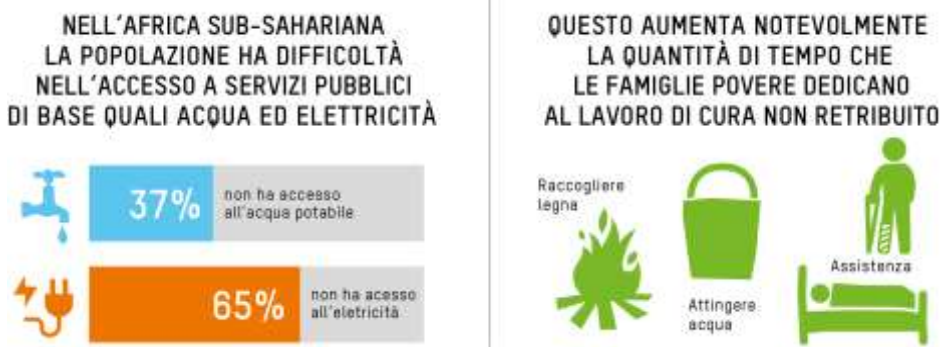 NELL'AFRICA SUB-SAHARIANA
LA POPOLAZIONE HA DIFFICOLTÀ
NELL'ACCESSO A SERVIZI PUBBLICI
DI BASE QUALI ACQUA ED ELETTRICITÀ
37%
non ha accesso
all'acqua potabile
65%
non ha acesso
all'eletricità
QUESTO AUMENTA NOTEVOLMENTE
LA QUANTITÀ DI TEMPO CHE
LE FAMIGLIE POVERE DEDICANO
AL LAVORO DI CURA NON RETRIBUITO
Raccogliere
legna
Attingere
acqua
Assistenza